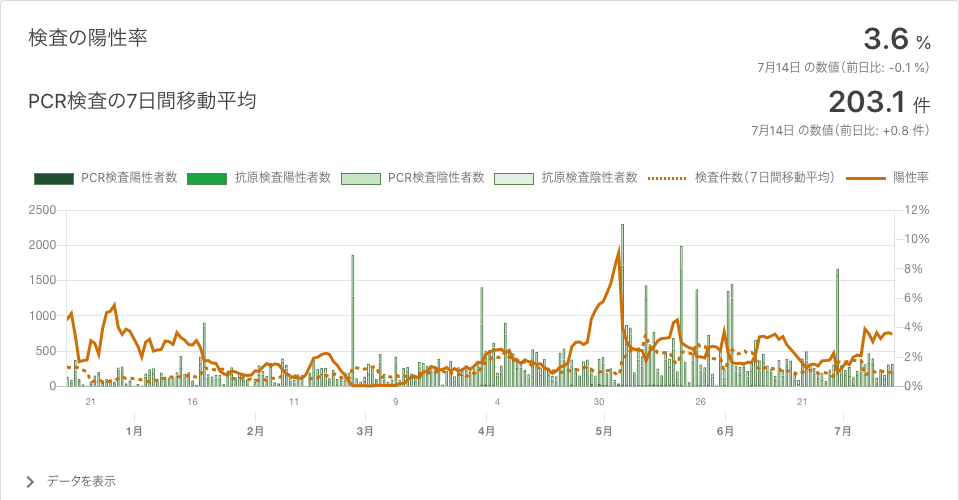 検査の陽性率
3.6 %
7月14日 の数値（前日比: -0.1 %）
PCR検査の7日間移動平均
203.1 件
7月14日 の数値（前日比: +0.8 件）
PCR検査陽性者数 抗原検査陽性者数 PCR検査陰性者数 抗原検査陰性者数 検査件数（7日間移動平均） 陽性率
2500 12%
2000 10%
1500 8%
1000 6%
500 4%
0 2%
0%
21 16 11 9 4 30 26 21
1月 2月 3月 4月 5月 6月 7月
データを表示